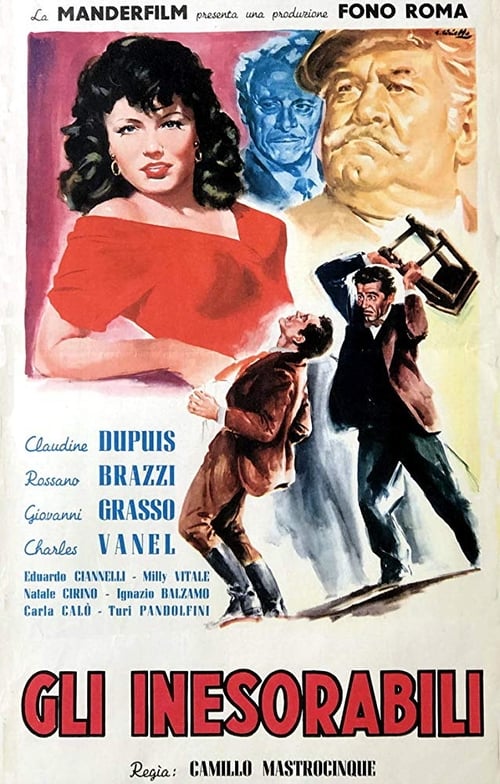 La MANDERFILM presenta una produzione FONO ROMA
Claudine DUPUIS
Rossano BRAZZI
Giovanni GRASSO
Charles VANEL
Eduardo CIANNELLI - Milly VITALE
Natale CIRINO - Ignazio BALZAMO
Carla CALÒ - Turi PANDOLFINI
GLI INESORABILI
Regìa: CAMILLO MASTROCINQUE